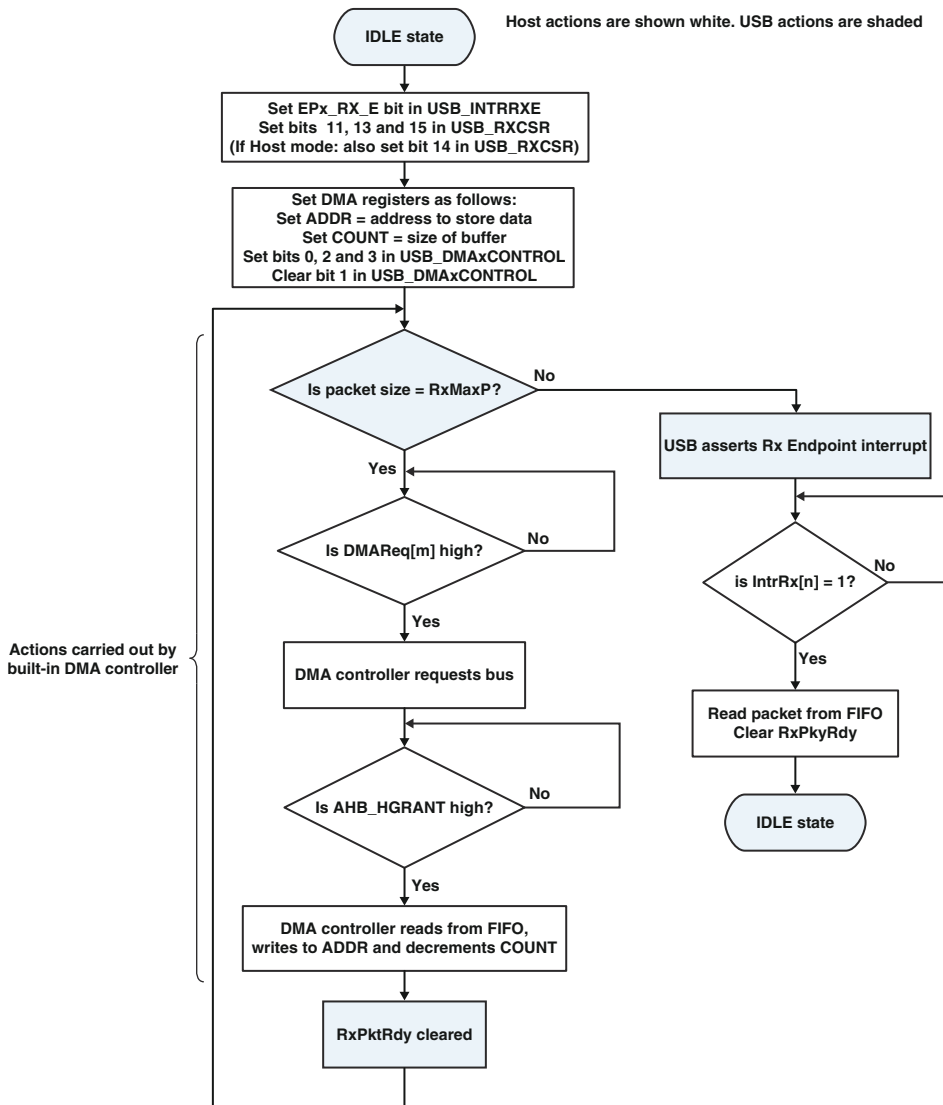 Host actions are shown white. USB actions are shaded
IDLE state
Set EPx_RX_E bit in USB_INTRRXE
Set bits 11, 13 and 15 in USB_RXCSR
(If Host mode: also set bit 14 in USB_RXCSR)
Set DMA registers as follows:
Set ADDR = address to store data
Set COUNT = size of buffer
Set bits 0, 2 and 3 in USB_DMAxCONTROL
Clear bit 1 in USB_DMAxCONTROL
Is packet size = RxMaxP?
No
Yes
USB asserts Rx Endpoint interrupt
Is DMAReq[m] high?
No
Yes
is IntrRx[n] = 1?
No
Yes
Actions carried out by
built-in DMA controller
DMA controller requests bus
Read packet from FIFO
Clear RxPkyRdy
Is AHB_HGRANT high?
No
Yes
IDLE state
DMA controller reads from FIFO,
writes to ADDR and decrements COUNT
RxPktRdy cleared